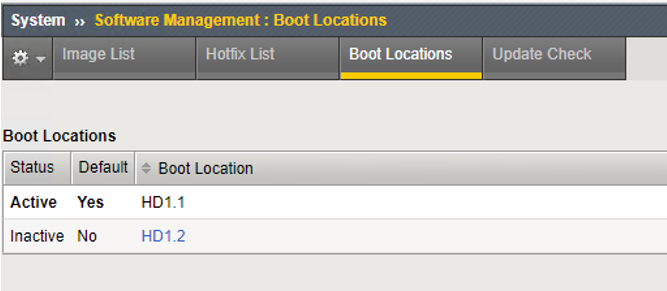 System ›› Software Management : Boot Locations
Image List Hotfix List Boot Locations Update Check
Boot Locations
Status Default Boot Location
Active Yes HD1.1
Inactive No HD1.2